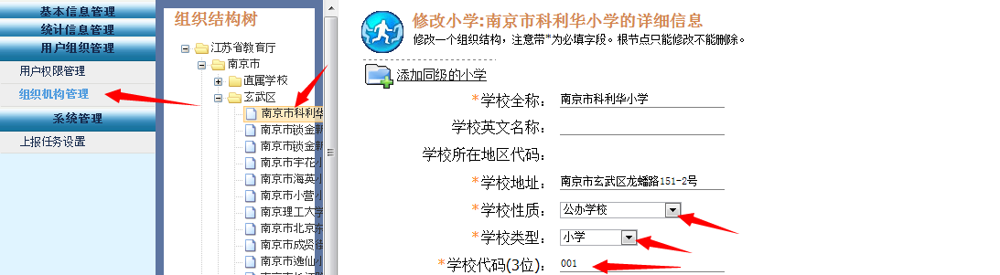 基本信息管理
统计信息管理
用户组织管理
用户权限管理
组织机构管理
系统管理
上报任务设置
组织结构树
江苏省教育厅
南京市
直属学校
玄武区
南京市科利华
南京市锁金新
南京市锁金新
南京市宇花小
南京市海英小
南京市小营小
南京理工大学
南京市北京东
南京市成贤街
南京市逸仙小
修改小学:南京市科利华小学的详细信息
修改一个组织结构，注意带*为必填字段。根节点只能修改不能删除。
添加同级的小学
*学校全称： 南京市科利华小学
学校英文名称：
学校所在地区代码：
*学校地址： 南京市玄武区龙蟠路151-2号
*学校性质： 公办学校
*学校类型： 小学
*学校代码(3位)： 001